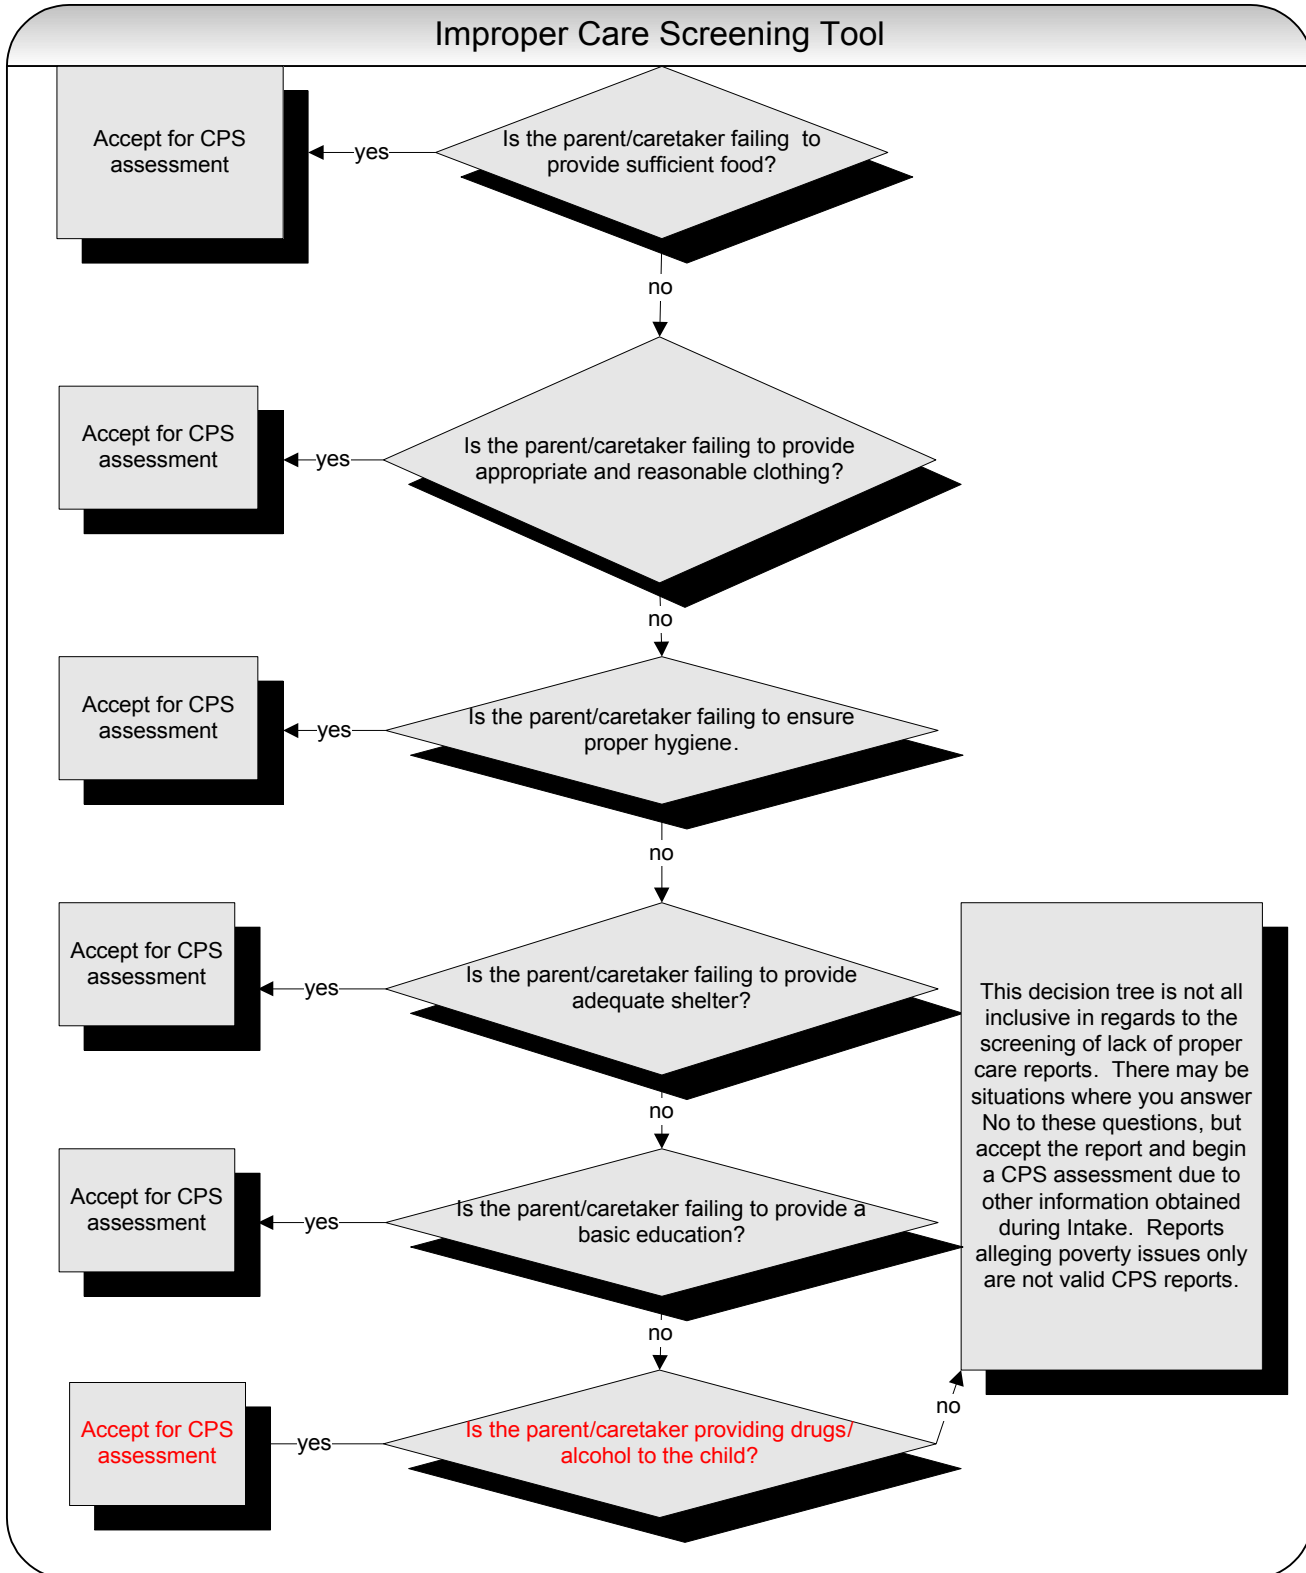 Improper Care Screening Tool
Accept for CPS
assessment
yes
Is the parent/caretaker failing  to
provide sufficient food?
no
Accept for CPS
assessment
yes
Is the parent/caretaker failing to provide
appropriate and reasonable clothing?
no
Accept for CPS
assessment
yes
Is the parent/caretaker failing to ensure
proper hygiene.
no
Accept for CPS
assessment
yes
Is the parent/caretaker failing to provide
adequate shelter?
no
Accept for CPS
assessment
yes
Is the parent/caretaker failing to provide a
basic education?
no
This decision tree is not all
inclusive in regards to the
screening of lack of proper
care reports.  There may be
situations where you answer
No to these questions, but
accept the report and begin
a CPS assessment due to
other information obtained
during Intake.  Reports
alleging poverty issues only
are not valid CPS reports.
Accept for CPS
assessment
yes
Is the parent/caretaker providing drugs/
alcohol to the child?
no